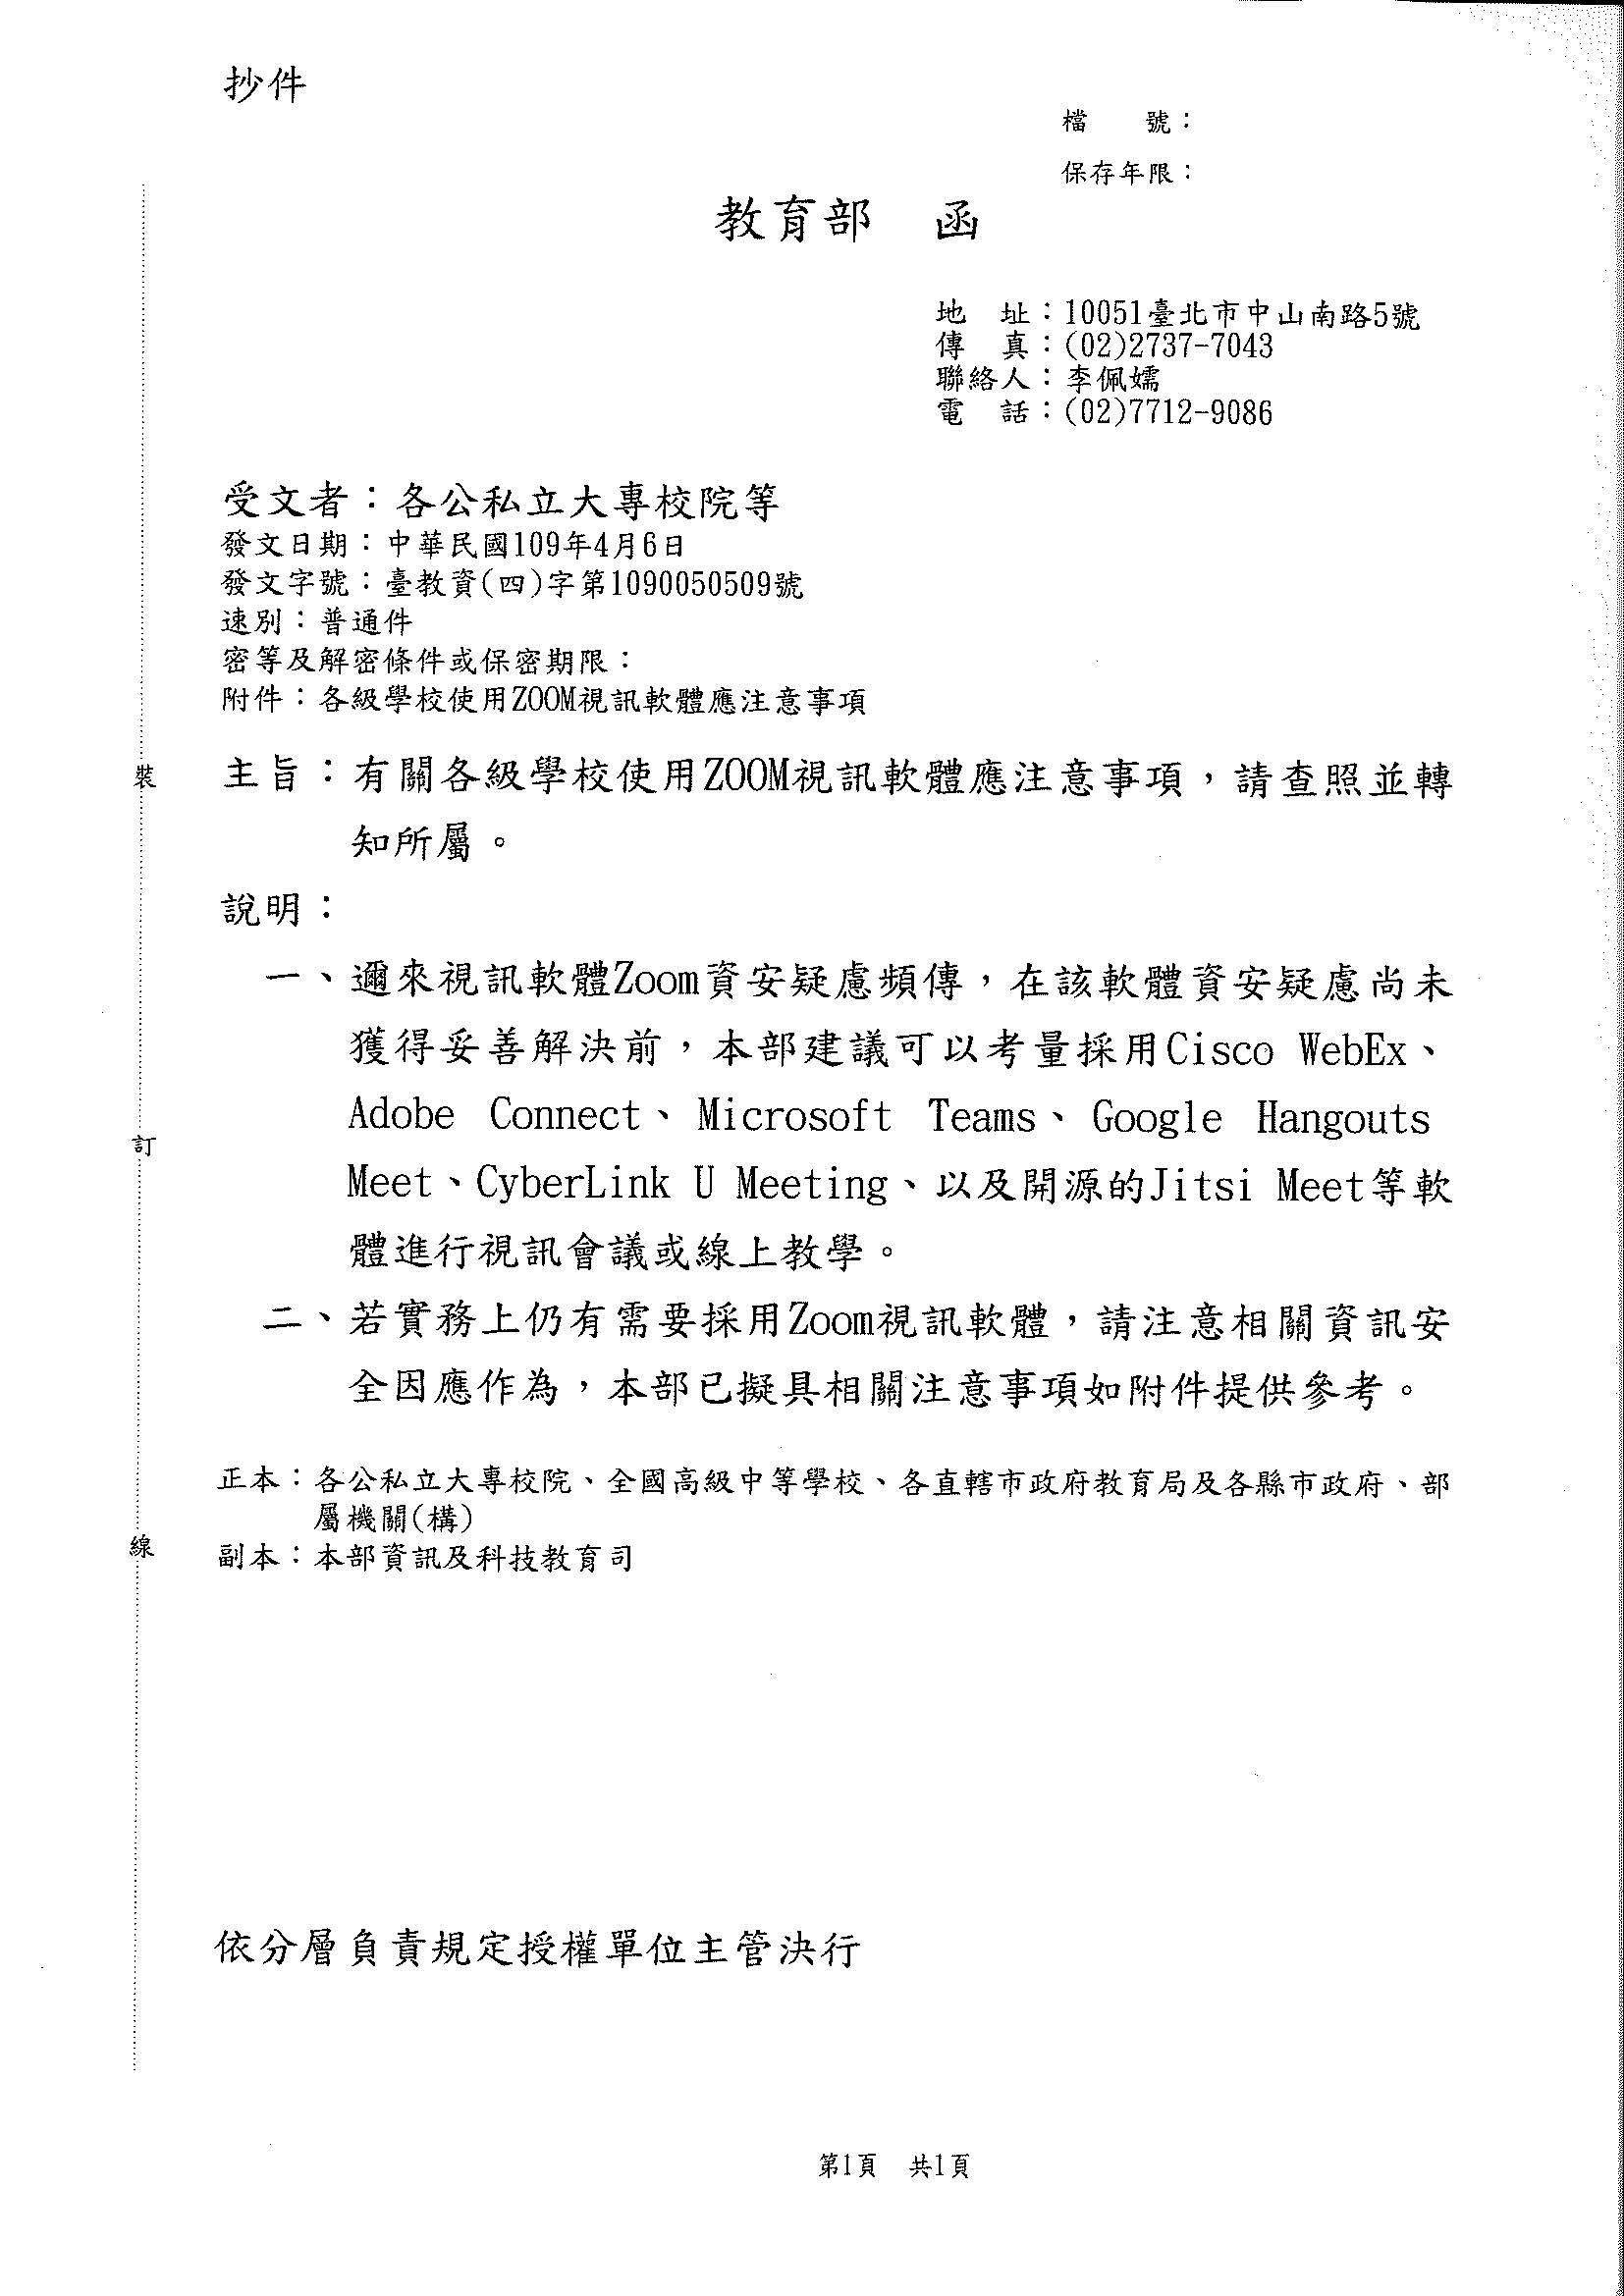 抄件
檔　　號：
保存年限：
教育部　函
地　址：10051臺北市中山南路5號
傳　真：(02)2737-7043
聯絡人：李佩嬬
電　話：(02)7712-9086
受文者：各公私立大專校院等
發文日期：中華民國109年4月6日
發文字號：臺教資(四)字第1090050509號
速別：普通件
密等及解密條件或保密期限：
附件：各級學校使用ZOOM視訊軟體應注意事項
主旨：有關各級學校使用ZOOM視訊軟體應注意事項，請查照並轉
知所屬。
說明：
一、邇來視訊軟體Zoom資安疑慮頻傳，在該軟體資安疑慮尚未
獲得妥善解決前，本部建議可以考量採用Cisco WebEx、
Adobe Connect、Microsoft Teams、Google Hangouts
Meet、CyberLink U Meeting、以及開源的Jitsi Meet等軟
體進行視訊會議或線上教學。
二、若實務上仍有需要採用Zoom視訊軟體，請注意相關資訊安
全因應作為，本部已擬具相關注意事項如附件提供參考。
正本：各公私立大專校院、全國高級中等學校、各直轄市政府教育局及各縣市政府、部
屬機關(構)
副本：本部資訊及科技教育司
依分層負責規定授權單位主管決行
裝
訂
線
第1頁　共1頁